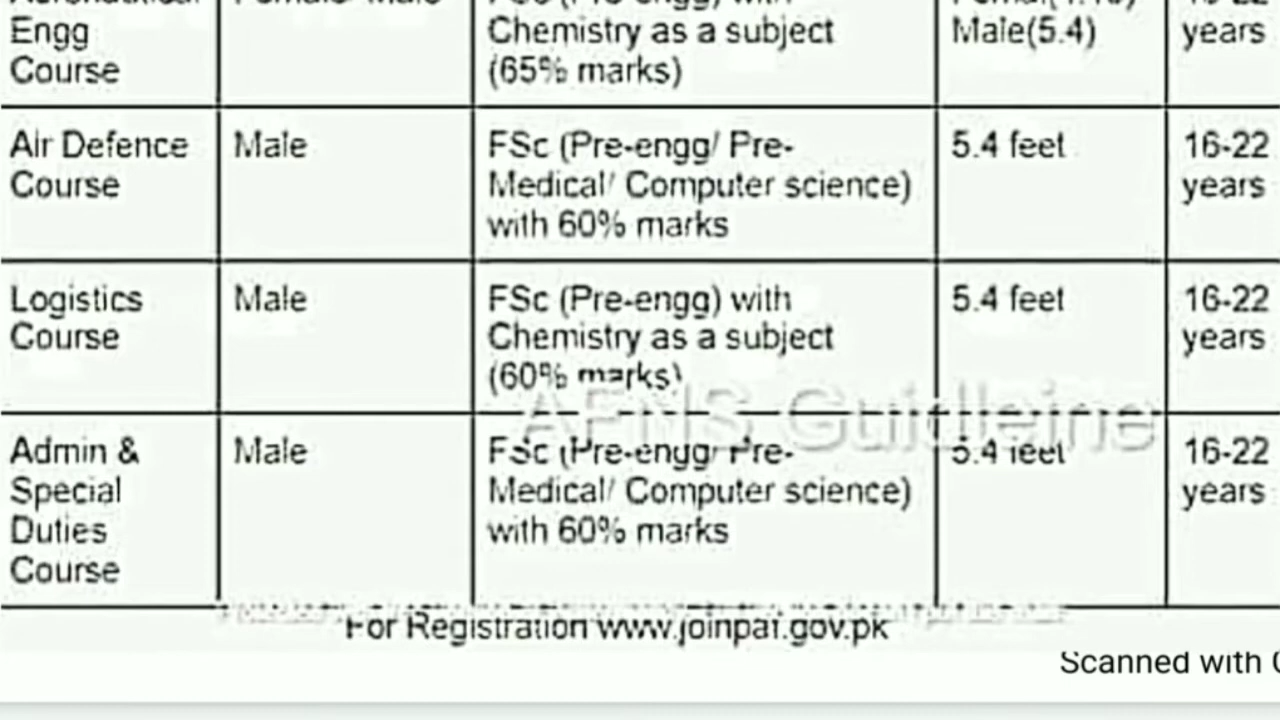 Engg
Course
Chemistry as a subject
(65% marks)
Male(5.4)
years
Air Defence
Course
Male
FSc (Pre-engg/ Pre-
Medical/ Computer science)
with 60% marks
5.4 feet
16-22
years
Logistics
Course
Male
FSc (Pre-engg) with
Chemistry as a subject
(60% marks)
5.4 feet
16-22
years
AFNS Guidleine
Admin &
Special
Duties
Course
Male
FSc (Pre-engg/ Pre-
Medical/ Computer science)
with 60% marks
5.4 feet
16-22
years
For Registration www.joinpaf.gov.pk
Scanned with